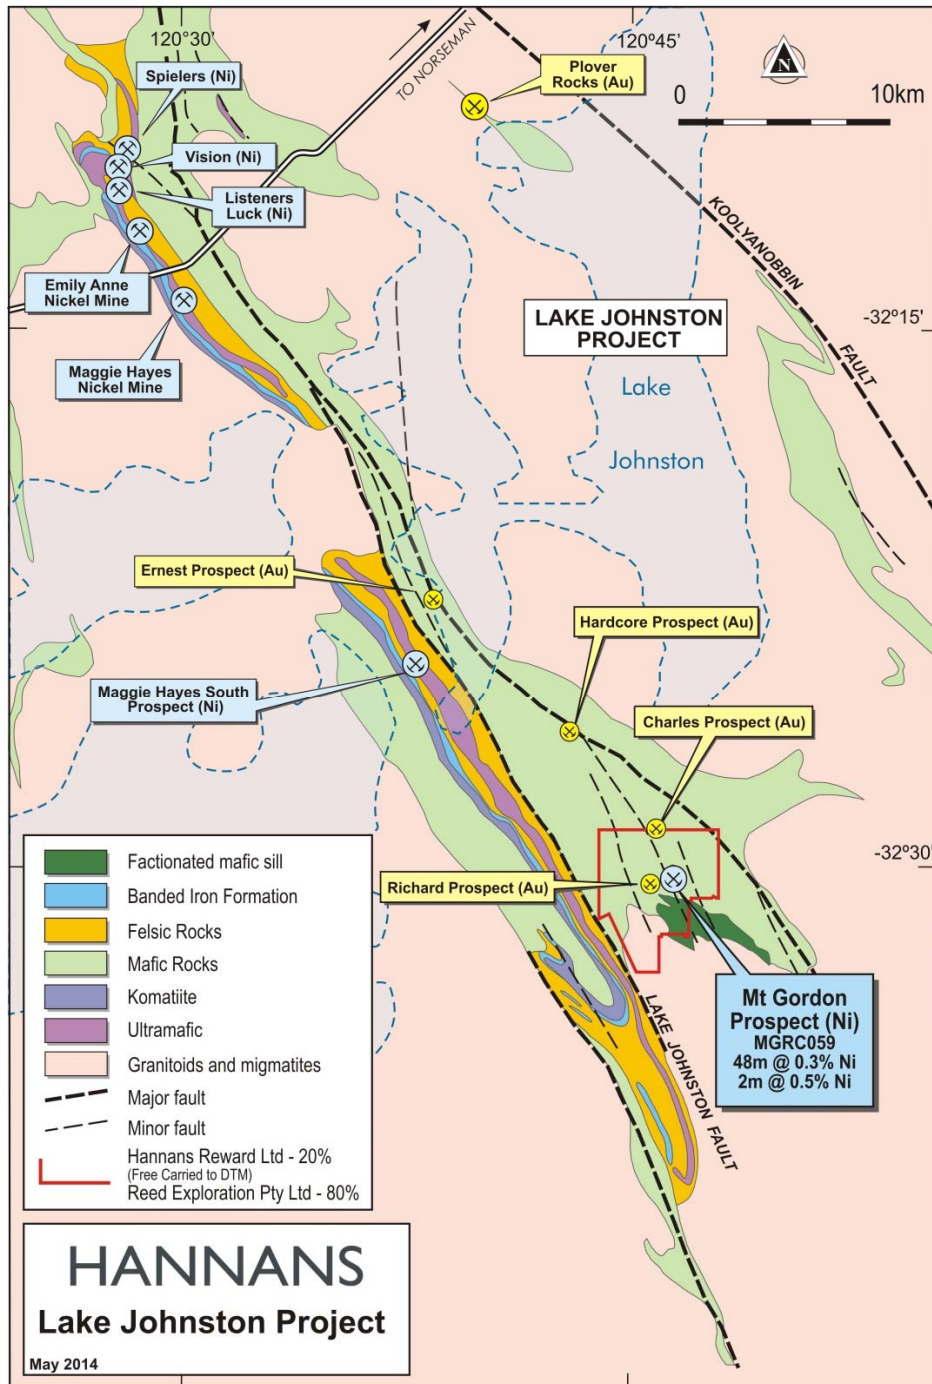 120°30'
120°45'
Spielers (Ni)
TO NORSEMAN
Plover
Rocks (Au)
N
0 10km
Vision (Ni)
Listeners
Luck (Ni)
KOOLYANOBBIN
FAULT
Emily Anne
Nickel Mine
LAKE JOHNSTON
PROJECT
-32°15'
Maggie Hayes
Nickel Mine
Lake
Johnston
Ernest Prospect (Au)
Hardcore Prospect (Au)
Maggie Hayes South
Prospect (Ni)
Charles Prospect (Au)
-32°30'
Richard Prospect (Au)
Factionated mafic sill
Banded Iron Formation
Felsic Rocks
Mafic Rocks
Komatiite
Ultramafic
Granitoids and migmatites
Major fault
Minor fault
Hannans Reward Ltd - 20%
(Free Carried to DTM)
Reed Exploration Pty Ltd - 80%
LAKE JOHNSTON FAULT
Mt Gordon
Prospect (Ni)
MGRC059
48m @ 0.3% Ni
2m @ 0.5% Ni
HANNANS
Lake Johnston Project
May 2014